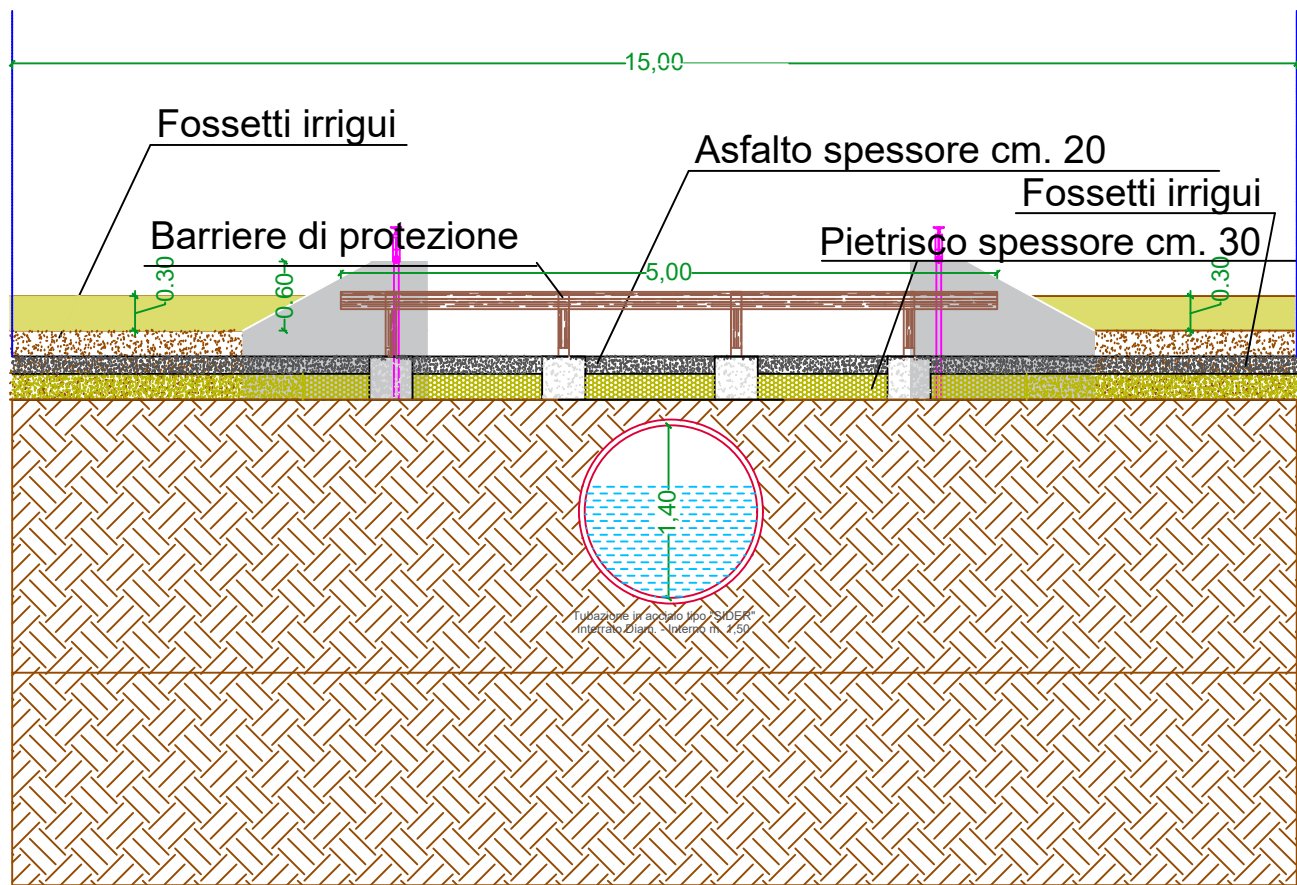 15,00
Fossetti irrigui
Asfalto spessore cm. 20
Fossetti irrigui
Barriere di protezione
Pietrisco spessore cm. 30
0.30
0.60
5,00
0.30
1,40
Tubazione in acciaio tipo "SIDER"
interrato Diam. - Interno m. 1,50